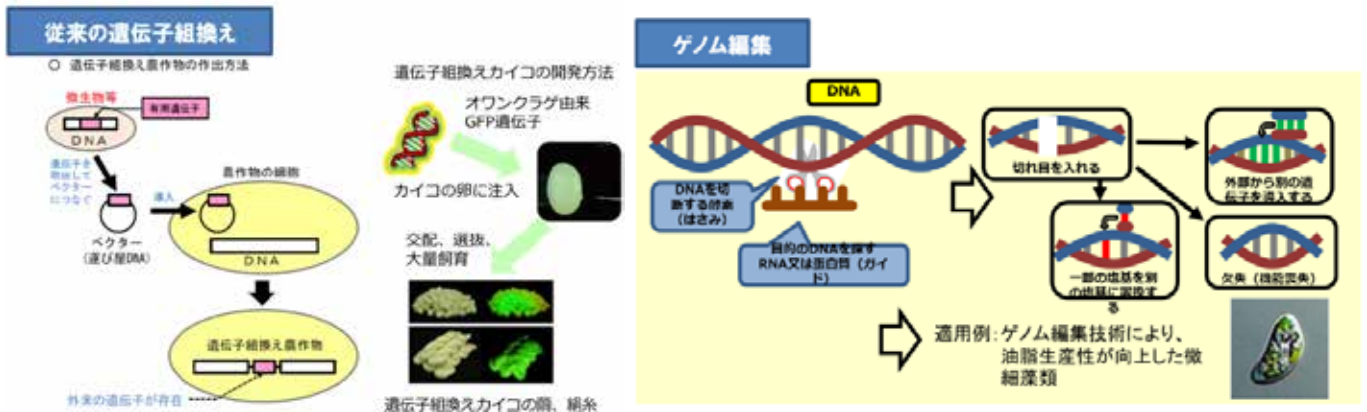 従来の遺伝子組換え
○ 遺伝子組換え農作物の作出方法
微生物等
有用遺伝子
DNA
遺伝子を
取出して
ベクター
につなぐ
導入
ベクター
(運び屋DNA)
農作物の細胞
DNA
遺伝子組換え農作物
外来の遺伝子が存在
遺伝子組換えカイコの開発方法
オワンクラゲ由来
GFP遺伝子
カイコの卵に注入
交配、選抜、
大量飼育
遺伝子組換えカイコの繭、絹糸
ゲノム編集
DNA
DNAを切
断する酵素
(はさみ)
目的のDNAを探す
RNA又は蛋白質(ガイ
ド)
切れ目を入れる
外部から別の遺
伝子を導入する
一部の塩基を別
の塩基に置換す
る
欠失(機能喪失)
適用例:ゲノム編集技術により、
油脂生産性が向上した微
細藻類